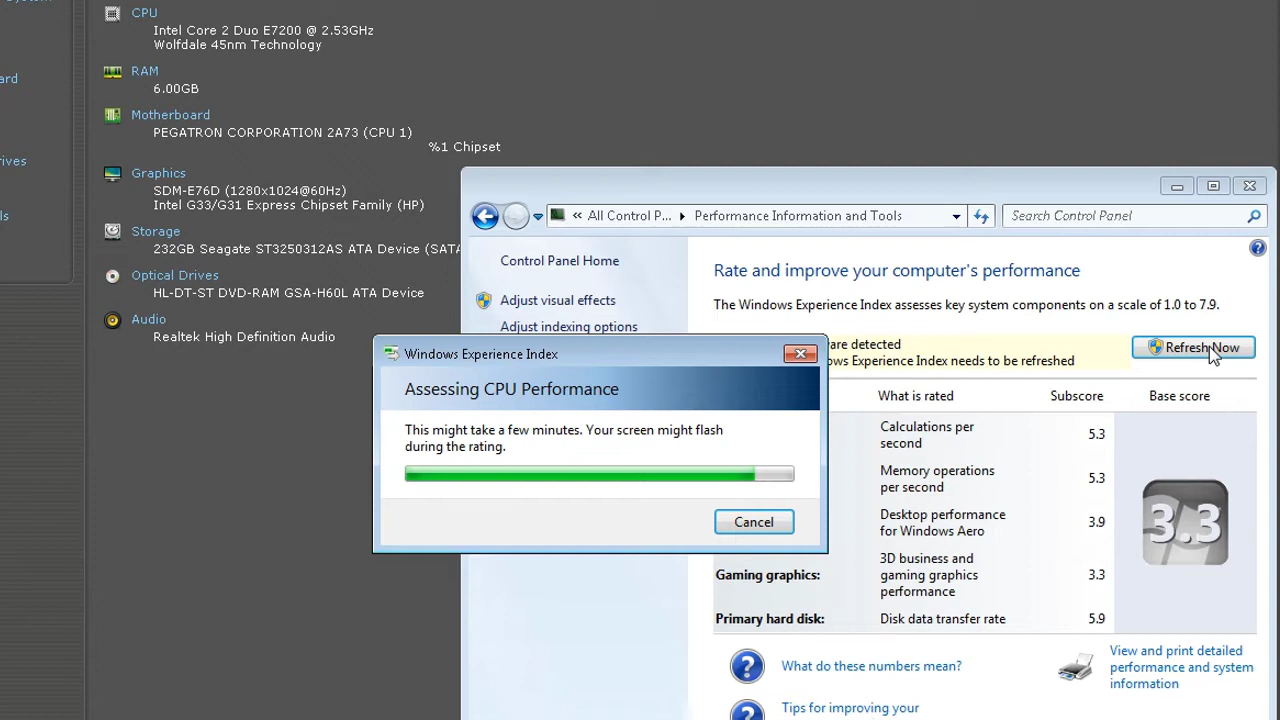 CPU
Intel Core 2 Duo E7200 @ 2.53GHz
Wolfdale 45nm Technology
ard
RAM
6.00GB
Motherboard
PEGATRON CORPORATION 2A73 (CPU 1)
%1 Chipset
rives
Graphics
SDM-E76D (1280x1024@60Hz)
Intel G33/G31 Express Chipset Family (HP)
ls
Storage
232GB Seagate ST3250312AS ATA Device (SATA
Optical Drives
HL-DT-ST DVD-RAM GSA-H60L ATA Device
Audio
Realtek High Definition Audio
« All Control P... ▸ Performance Information and Tools
Search Control Panel
Control Panel Home
Adjust visual effects
Adjust indexing options
Rate and improve your computer's performance
The Windows Experience Index assesses key system components on a scale of 1.0 to 7.9.
are detected
ows Experience Index needs to be refreshed
Refresh Now
What is rated Subscore Base score
Calculations per
second
5.3
Memory operations
per second
5.3
Desktop performance
for Windows Aero
3.9
Gaming graphics:
3D business and
gaming graphics
performance
3.3
Primary hard disk: Disk data transfer rate 5.9
3.3
What do these numbers mean?
Tips for improving your
View and print detailed
performance and system
information
Windows Experience Index
Assessing CPU Performance
This might take a few minutes. Your screen might flash
during the rating.
Cancel